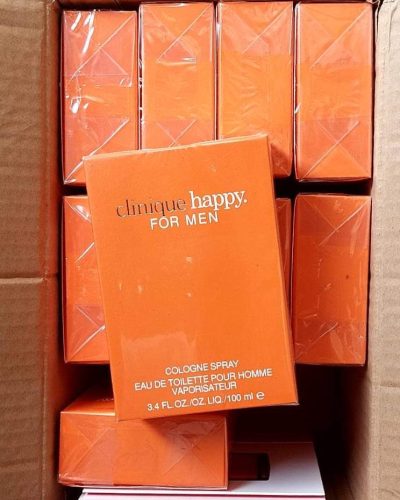 clinique happy.
FOR MEN
COLOGNE SPRAY
EAU DE TOILETTE POUR HOMME
VAPORISATEUR
3.4 FL.OZ./OZ.LIQ./100 ml e